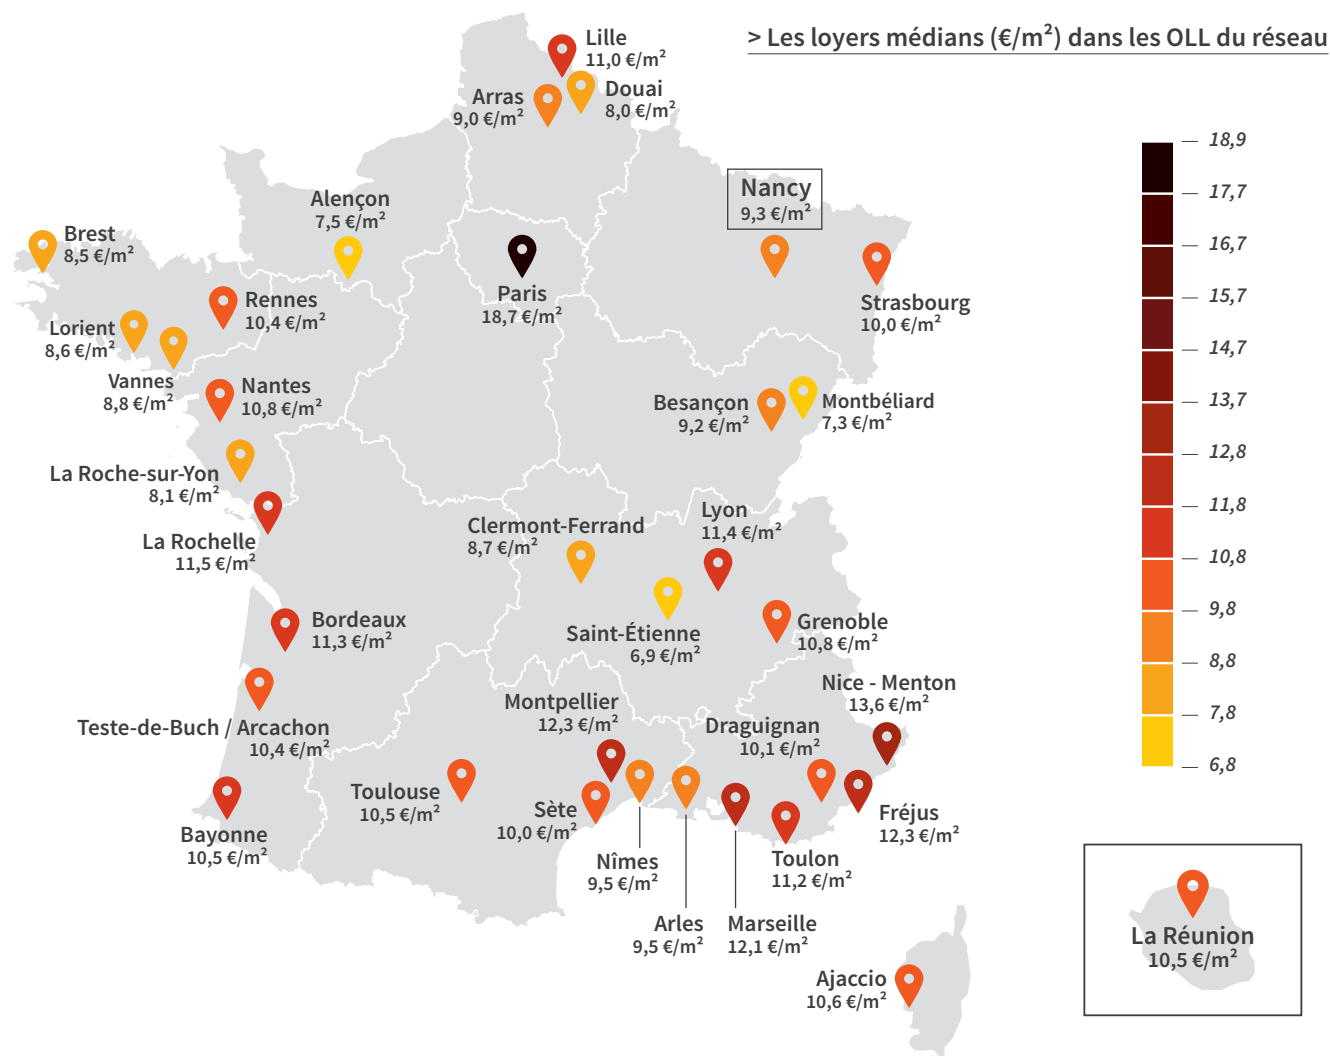 > Les loyers médians (€/m²) dans les OLL du réseau
Lille
11,0 €/m²
Douai
8,0 €/m²
Arras
9,0 €/m²
Alençon
7,5 €/m²
Nancy
9,3 €/m²
Brest
8,5 €/m²
Rennes
10,4 €/m²
Paris
18,7 €/m²
Strasbourg
10,0 €/m²
Lorient
8,6 €/m²
Vannes
8,8 €/m²
Nantes
10,8 €/m²
Besançon
9,2 €/m²
Montbéliard
7,3 €/m²
La Roche-sur-Yon
8,1 €/m²
La Rochelle
11,5 €/m²
Clermont-Ferrand
8,7 €/m²
Lyon
11,4 €/m²
Bordeaux
11,3 €/m²
Saint-Étienne
6,9 €/m²
Grenoble
10,8 €/m²
Teste-de-Buch / Arcachon
10,4 €/m²
Montpellier
12,3 €/m²
Draguignan
10,1 €/m²
Nice - Menton
13,6 €/m²
Bayonne
10,5 €/m²
Toulouse
10,5 €/m²
Sète
10,0 €/m²
Nîmes
9,5 €/m²
Arles
9,5 €/m²
Marseille
12,1 €/m²
Toulon
11,2 €/m²
Fréjus
12,3 €/m²
Ajaccio
10,6 €/m²
La Réunion
10,5 €/m²
18,9
17,7
16,7
15,7
14,7
13,7
12,8
11,8
10,8
9,8
8,8
7,8
6,8